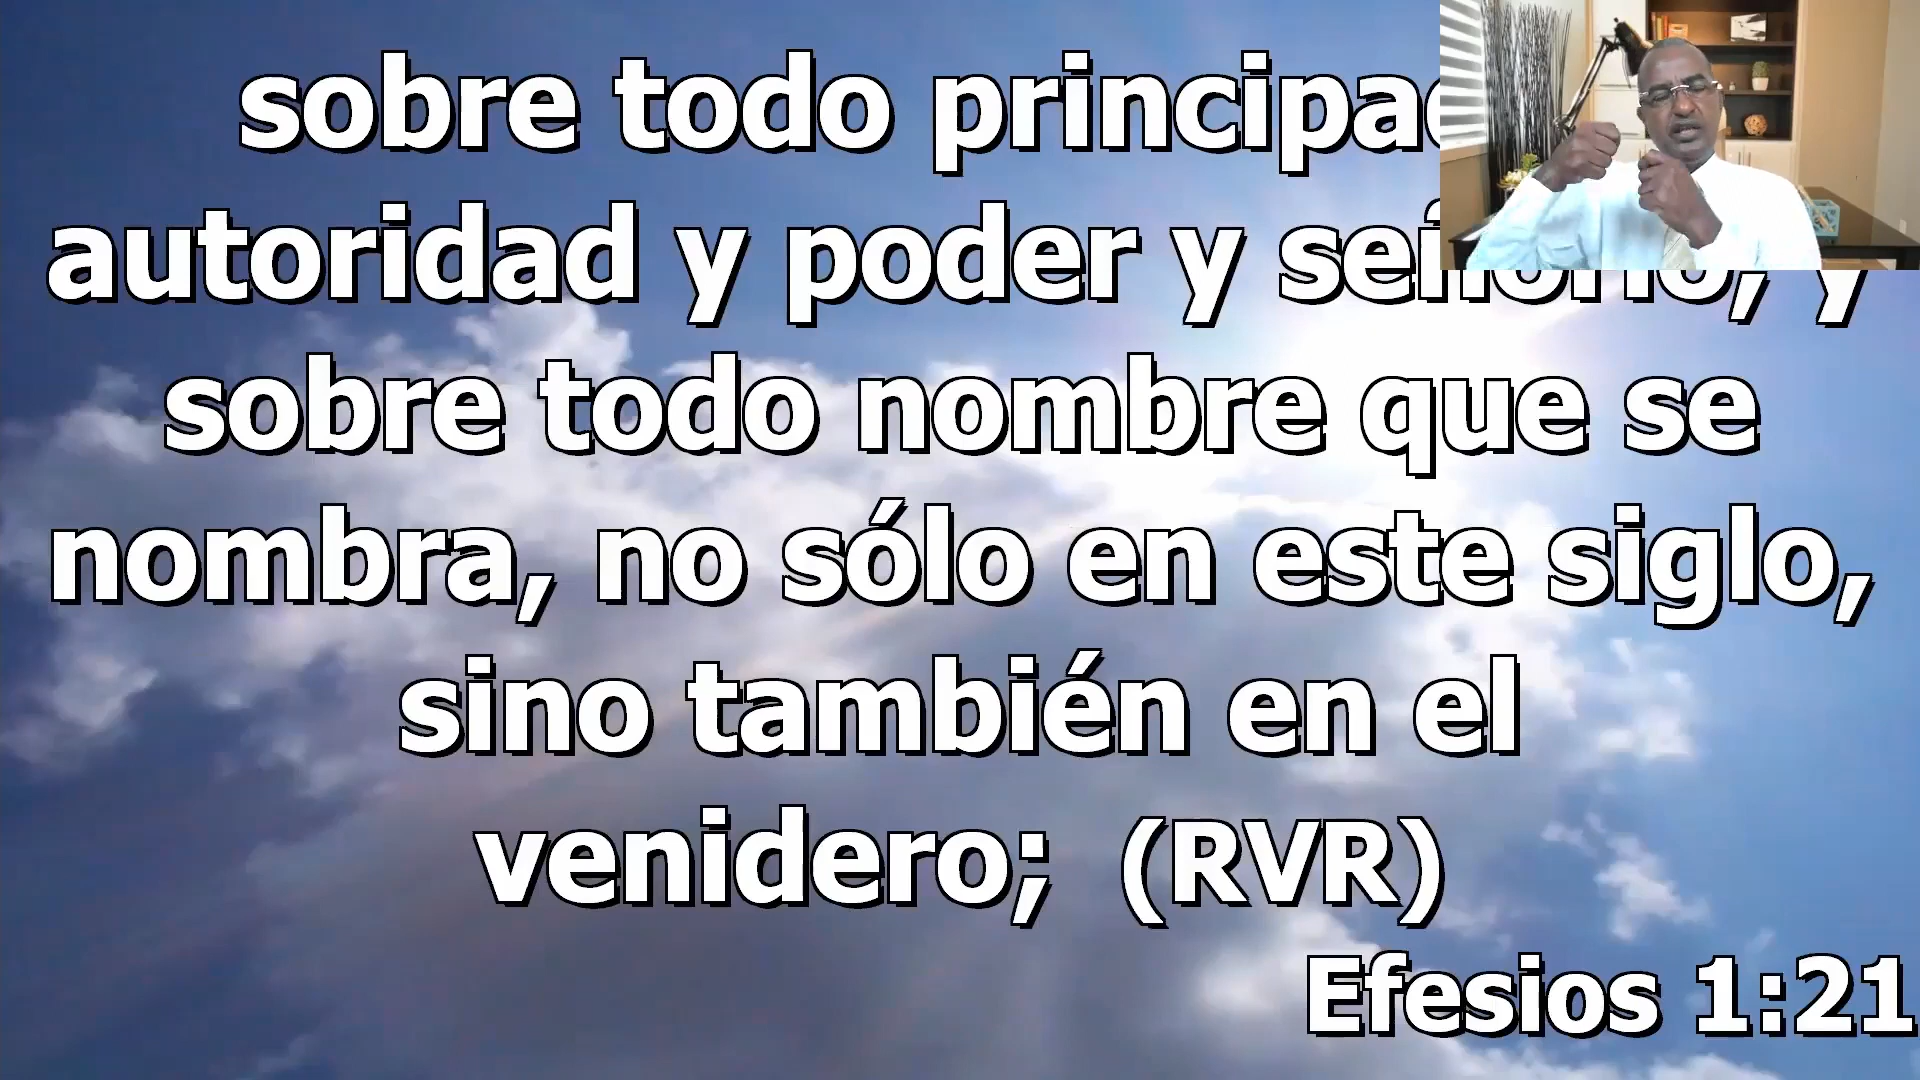 sobre todo
autoridad y poder y
sobre todo nombre que se
nombra, no sólo en este siglo,
sino también en el
venidero; (RVR)
Efesios 1:21